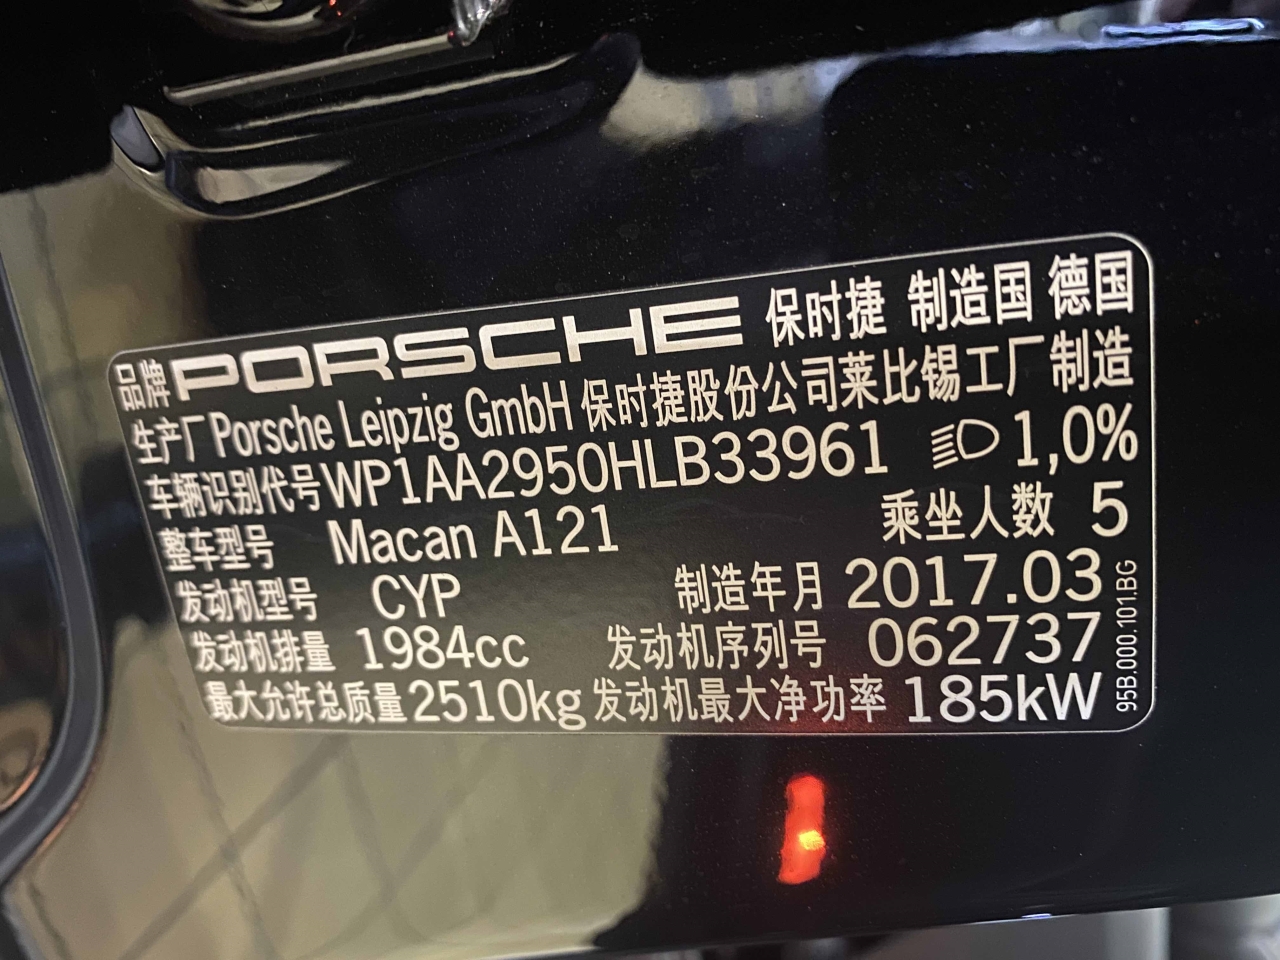 品牌 PORSCHE 保时捷 制造国 德国
生产厂 Porsche Leipzig GmbH 保时捷股份公司莱比锡工厂制造
车辆识别代号 WP1AA2950HLB33961 1,0%
整车型号 Macan A121 乘坐人数 5
发动机型号 CYP 制造年月 2017.03
发动机排量 1984cc 发动机序列号 062737
最大允许总质量 2510kg 发动机最大净功率 185kW
95B.000.101.BG